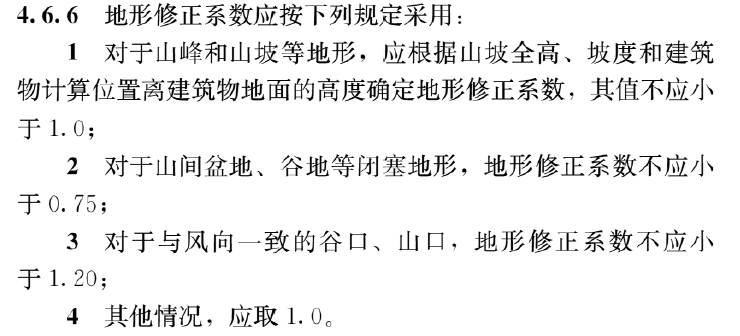 4.6.6 地形修正系数应按下列规定采用：
1 对于山峰和山坡等地形，应根据山坡全高、坡度和建筑
物计算位置离建筑物地面的高度确定地形修正系数，其值不应小
于 1.0；
2 对于山间盆地、谷地等闭塞地形，地形修正系数不应小
于 0.75；
3 对于与风向一致的谷口、山口，地形修正系数不应小
于 1.20；
4 其他情况，应取 1.0。